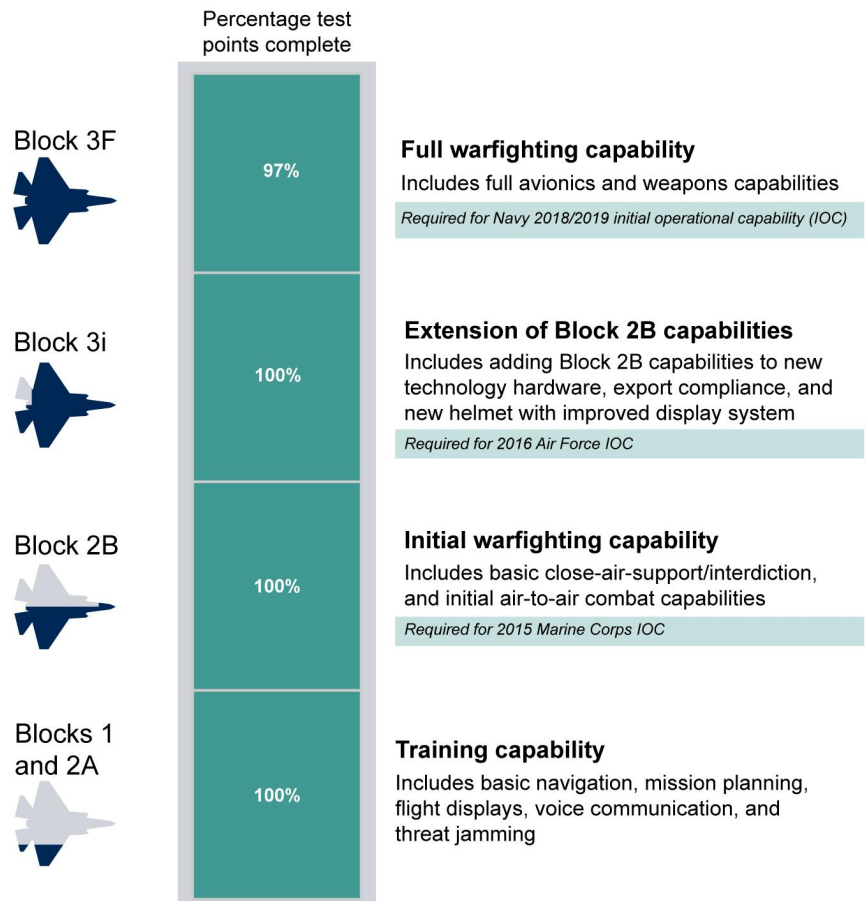 Percentage test
points complete
Block 3F
97%
Full warfighting capability
Includes full avionics and weapons capabilities
Required for Navy 2018/2019 initial operational capability (IOC)
Block 3i
100%
Extension of Block 2B capabilities
Includes adding Block 2B capabilities to new
technology hardware, export compliance, and
new helmet with improved display system
Required for 2016 Air Force IOC
Block 2B
100%
Initial warfighting capability
Includes basic close-air-support/interdiction,
and initial air-to-air combat capabilities
Required for 2015 Marine Corps IOC
Blocks 1
and 2A
100%
Training capability
Includes basic navigation, mission planning,
flight displays, voice communication, and
threat jamming